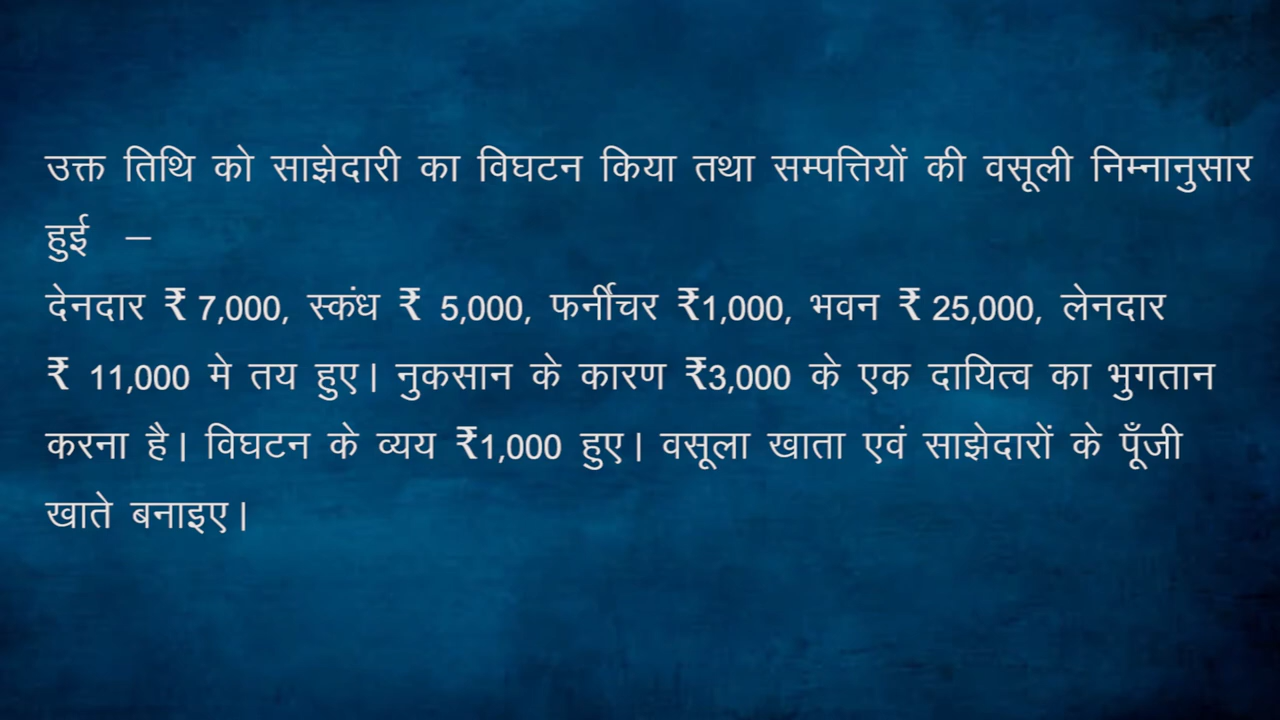 उक्त तिथि को साझेदारी का विघटन किया तथा सम्पत्तियों की वसूली निम्नानुसार
हुई –
देनदार ₹ 7,000, स्कंध ₹ 5,000, फर्नीचर ₹1,000, भवन ₹ 25,000, लेनदार
₹ 11,000 मे तय हुए। नुकसान के कारण ₹3,000 के एक दायित्व का भुगतान
करना है। विघटन के व्यय ₹1,000 हुए। वसूला खाता एवं साझेदारों के पूँजी
खाते बनाइए।